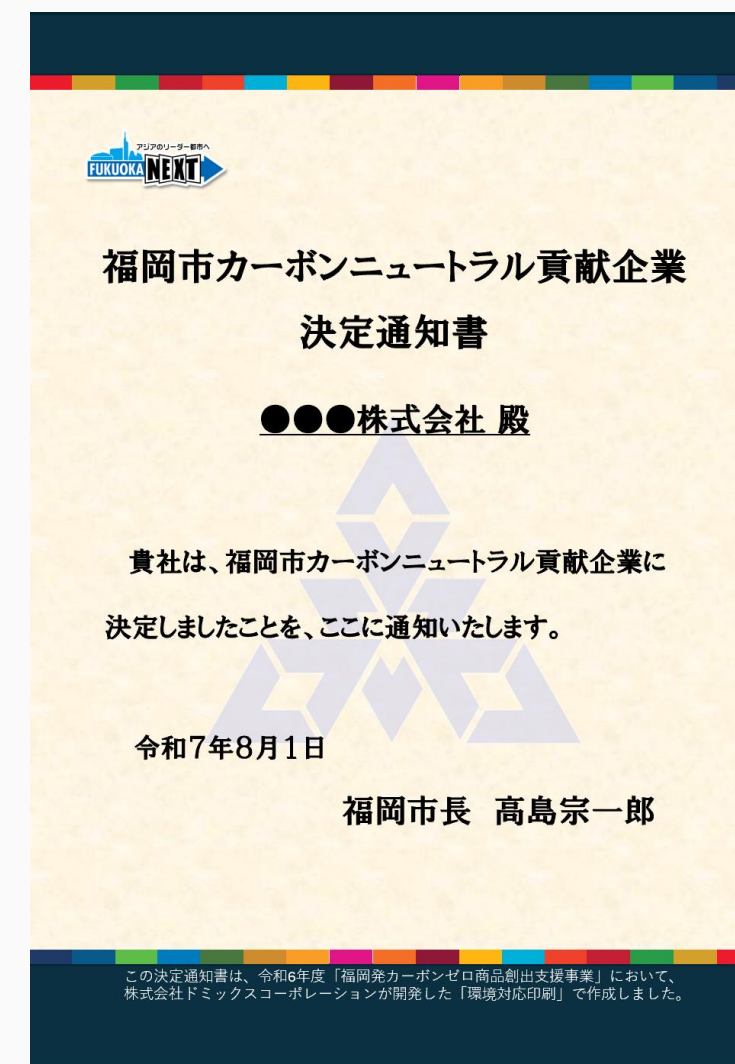 アジアのリーダー都市へ
FUKUOKA NEXT
福岡市カーボンニュートラル貢献企業
決定通知書
●●●株式会社 殿
貴社は、福岡市カーボンニュートラル貢献企業に
決定しましたことを、ここに通知いたします。
令和7年8月1日
福岡市長 高島宗一郎
この決定通知書は、令和6年度「福岡発カーボンゼロ商品創出支援事業」において、
株式会社ドミックスコーポレーションが開発した「環境対応印刷」で作成しました。